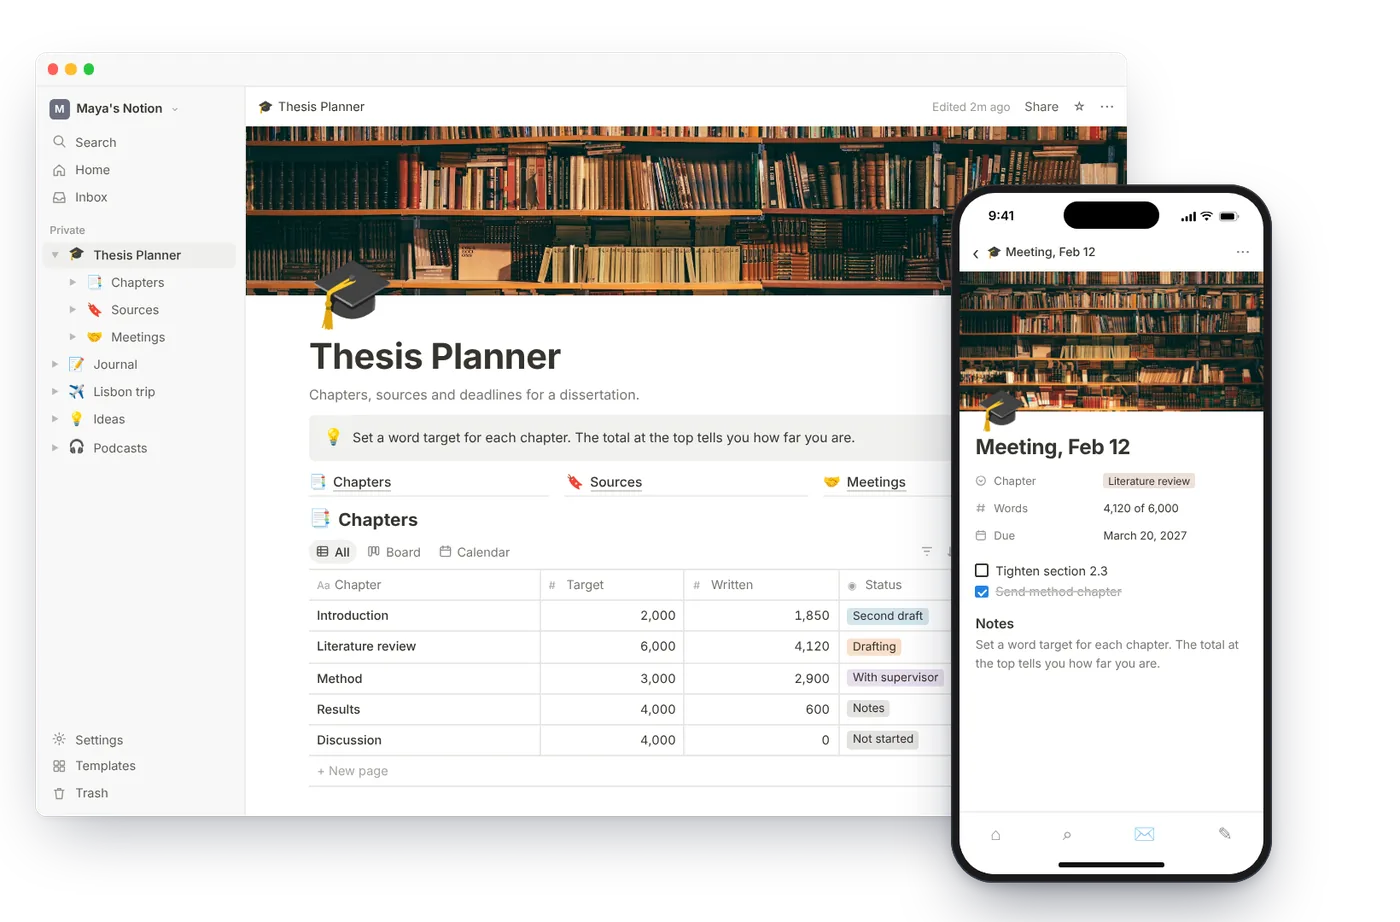 M Maya's Notion
Search
Home
Inbox
Private
Thesis Planner
Chapters
Sources
Meetings
Journal
Lisbon trip
Ideas
Podcasts
Settings
Templates
Trash
Thesis Planner
Edited 2m ago Share
Thesis Planner
Chapters, sources and deadlines for a dissertation.
Set a word target for each chapter. The total at the top tells you how far you are.
Chapters Sources Meetings
Chapters
All Board Calendar
Aa Chapter # Target # Written Status
Introduction 2,000 1,850 Second draft
Literature review 6,000 4,120 Drafting
Method 3,000 2,900 With supervisor
Results 4,000 600 Notes
Discussion 4,000 0 Not started
+ New page
9:41
Meeting, Feb 12
Meeting, Feb 12
Chapter Literature review
# Words 4,120 of 6,000
Due March 20, 2027
Tighten section 2.3
Send method chapter
Notes
Set a word target for each chapter. The total at
the top tells you how far you are.